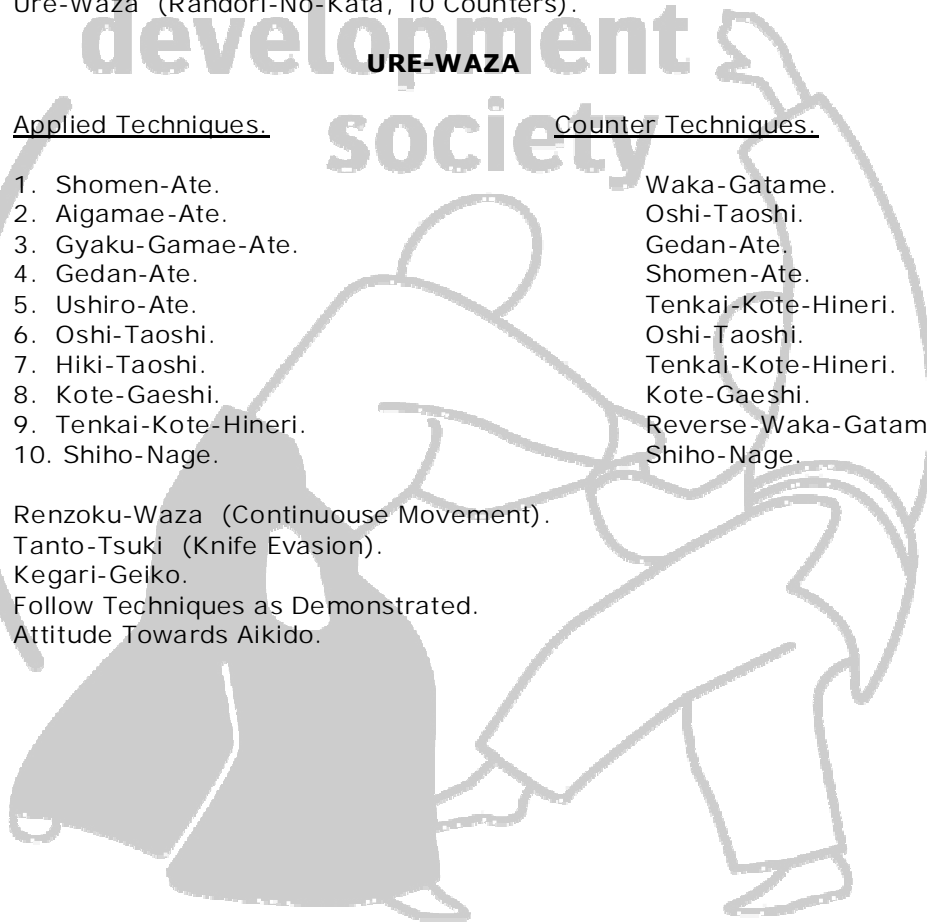 Ure-Waza (Randori-No-Kata, 10 Counters).
development
URE-WAZA
society
Applied Techniques. Counter Techniques.
1. Shomen-Ate. Waka-Gatame.
2. Aigamae-Ate. Oshi-Taoshi.
3. Gyaku-Gamae-Ate. Gedan-Ate.
4. Gedan-Ate. Shomen-Ate.
5. Ushiro-Ate. Tenkai-Kote-Hineri.
6. Oshi-Taoshi. Oshi-Taoshi.
7. Hiki-Taoshi. Tenkai-Kote-Hineri.
8. Kote-Gaeshi. Kote-Gaeshi.
9. Tenkai-Kote-Hineri. Reverse-Waka-Gatam
10. Shiho-Nage. Shiho-Nage.
Renzoku-Waza (Continuouse Movement).
Tanto-Tsuki (Knife Evasion).
Kegari-Geiko.
Follow Techniques as Demonstrated.
Attitude Towards Aikido.